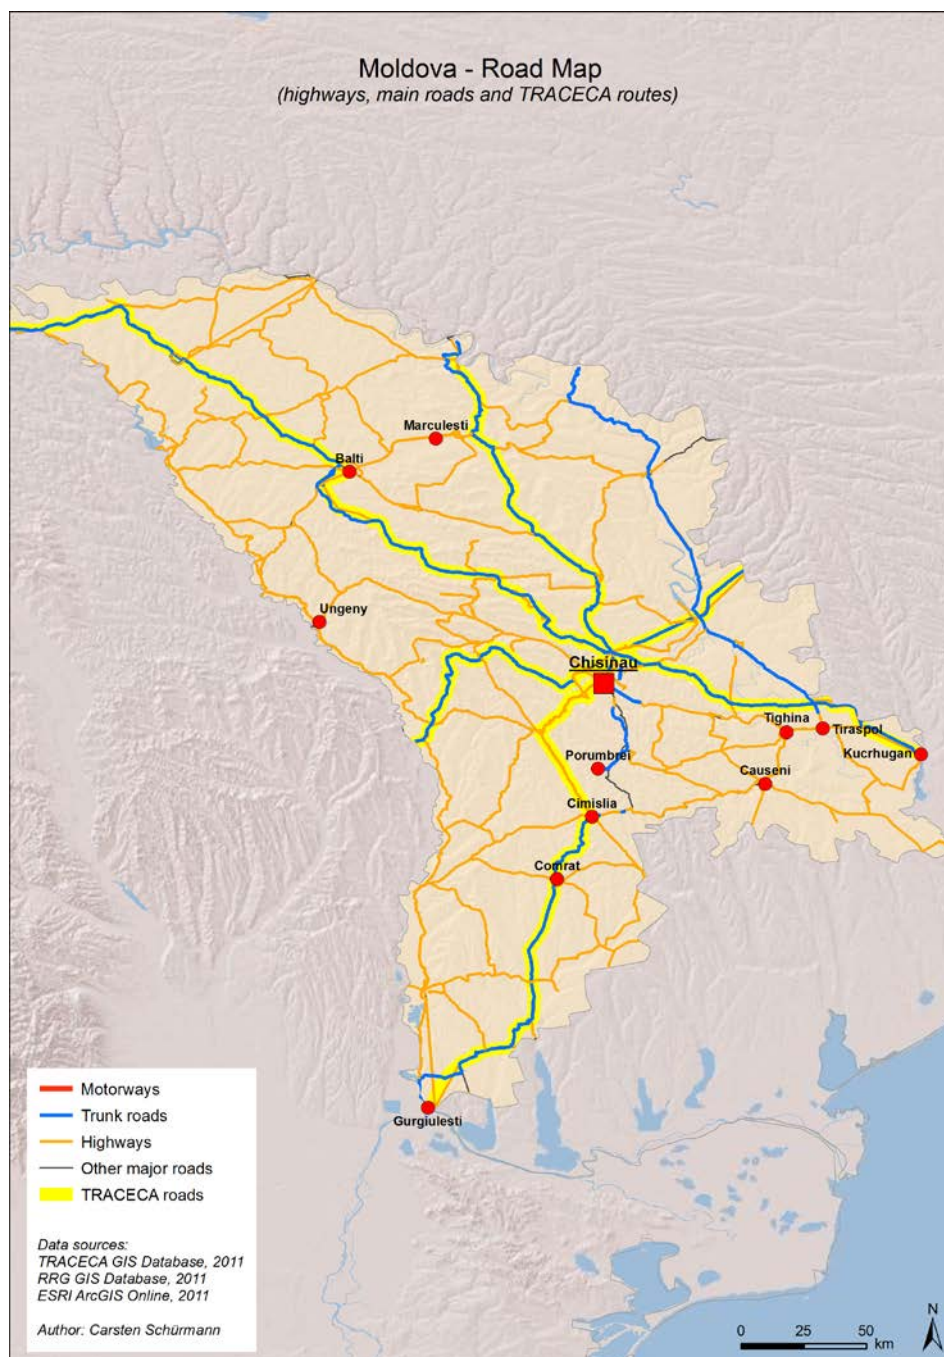 Moldova - Road Map
(highways, main roads and TRACECA routes)
Marculesti
Balti
Ungeny
Chisinau
Tighina
Tiraspol
Kucrhugan
Porumbrei
Causeni
Cimislia
Comrat
Gurgiulesti
Motorways
Trunk roads
Highways
Other major roads
TRACECA roads
Data sources:
TRACECA GIS Database, 2011
RRG GIS Database, 2011
ESRI ArcGIS Online, 2011
Author: Carsten Schürmann
N
0 25 50
km